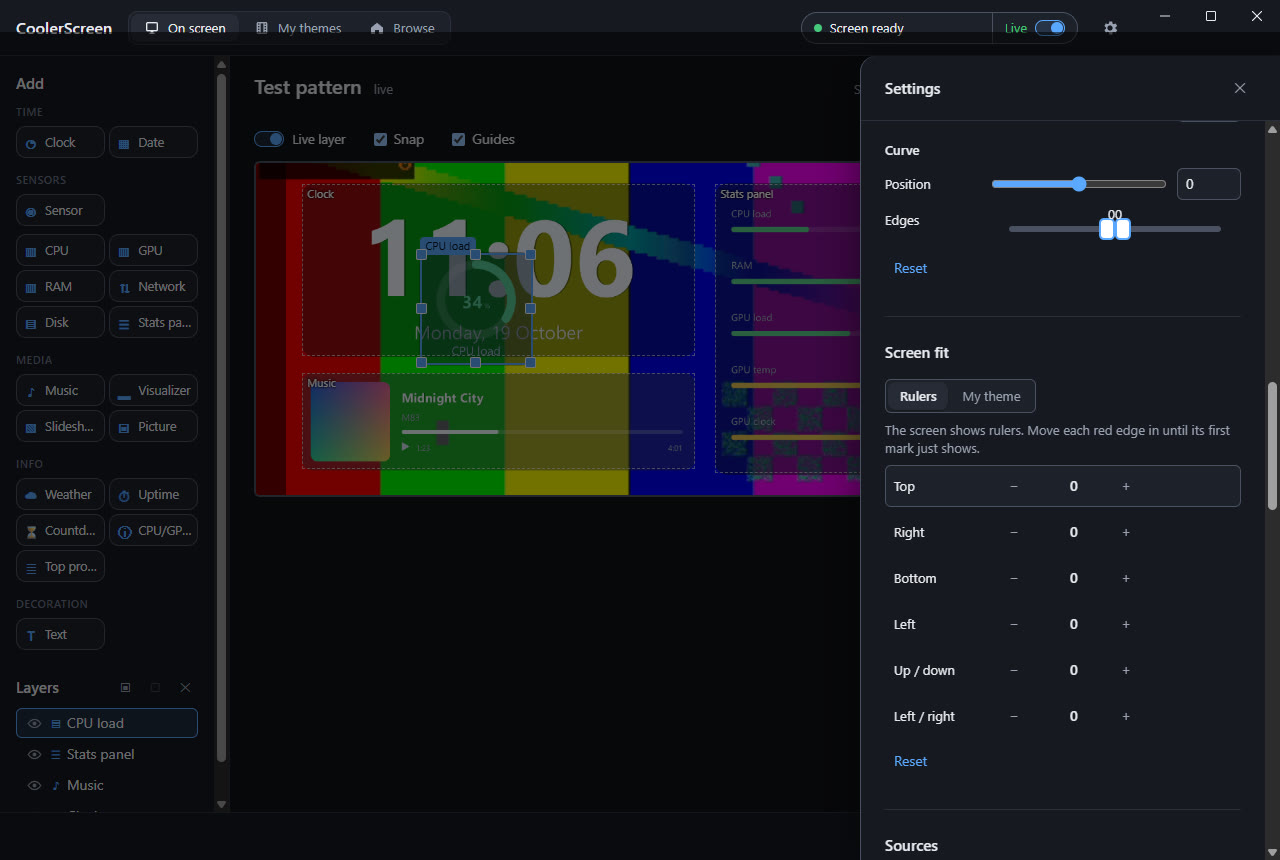 CoolerScreen
On screen
My themes
Browse
Screen ready
Live
Add
TIME
Clock
Date
SENSORS
Sensor
CPU
GPU
RAM
Network
Disk
Stats pa...
MEDIA
Music
Visualizer
Slidesh...
Picture
INFO
Weather
Uptime
Countd...
CPU/GP...
Top pro...
DECORATION
Text
Layers
CPU load
Stats panel
Music
Test pattern live
Live layer
Snap
Guides
Clock
11:06
CPU load
34%
Monday, 19 October
CPU load
Music
Midnight City
M83
1:23
4:01
Stats panel
CPU load
RAM
GPU load
GPU temp
GPU clock
Settings
Curve
Position
0
Edges
00
Reset
Screen fit
Rulers
My theme
The screen shows rulers. Move each red edge in until its first
mark just shows.
Top − 0 +
Right − 0 +
Bottom − 0 +
Left − 0 +
Up / down − 0 +
Left / right − 0 +
Reset
Sources